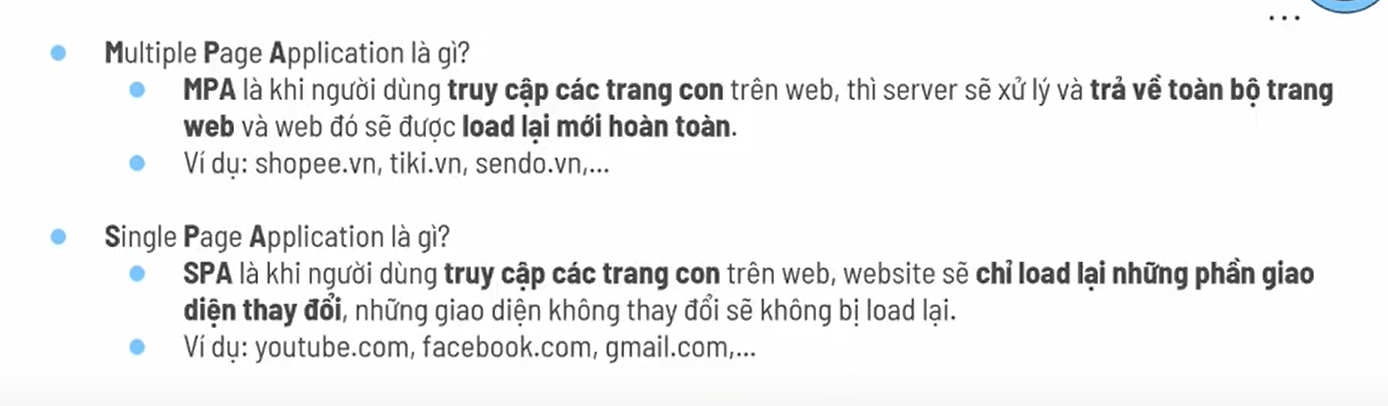 ...
Multiple Page Application là gì?
MPA là khi người dùng truy cập các trang con trên web, thì server sẽ xử lý và trả về toàn bộ trang
web và web đó sẽ được load lại mới hoàn toàn.
Ví dụ: shopee.vn, tiki.vn, sendo.vn,...
Single Page Application là gì?
SPA là khi người dùng truy cập các trang con trên web, website sẽ chỉ load lại những phần giao
diện thay đổi, những giao diện không thay đổi sẽ không bị load lại.
Ví dụ: youtube.com, facebook.com, gmail.com,...